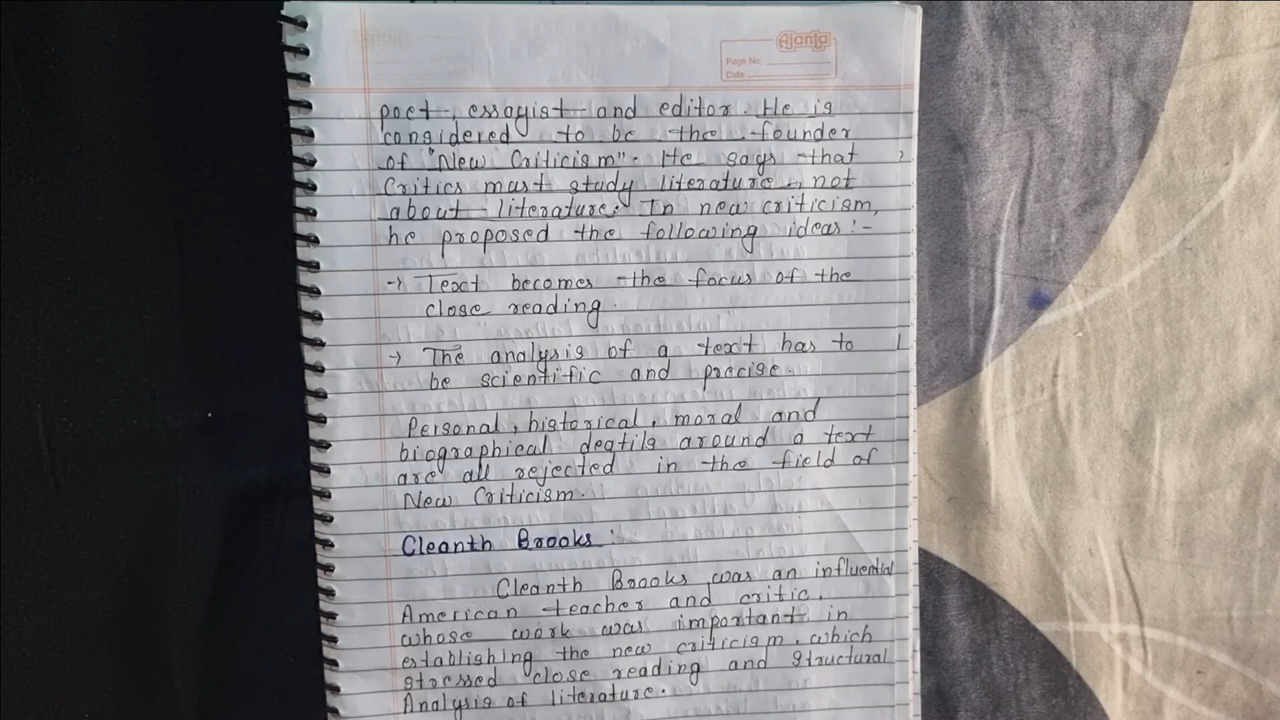 Ajanta
Page No:
Date
poet, essayist and editor. He is
considered to be the founder
of "New Criticism". He says that
Critics must study literature, not
about literature. In new criticism,
he proposed the following ideas:-
→ Text becomes the focus of the
close reading.
→ The analysis of a text has to
be scientific and precise.
Personal, historical, moral and
biographical degtils around a text
are all rejected in the field of
New Criticism.
Cleanth Brooks:
Cleanth Brooks was an influential
American teacher and critic,
whose work was important in
establishing the new criticism, which
stressed close reading and structural
Analysis of literature.